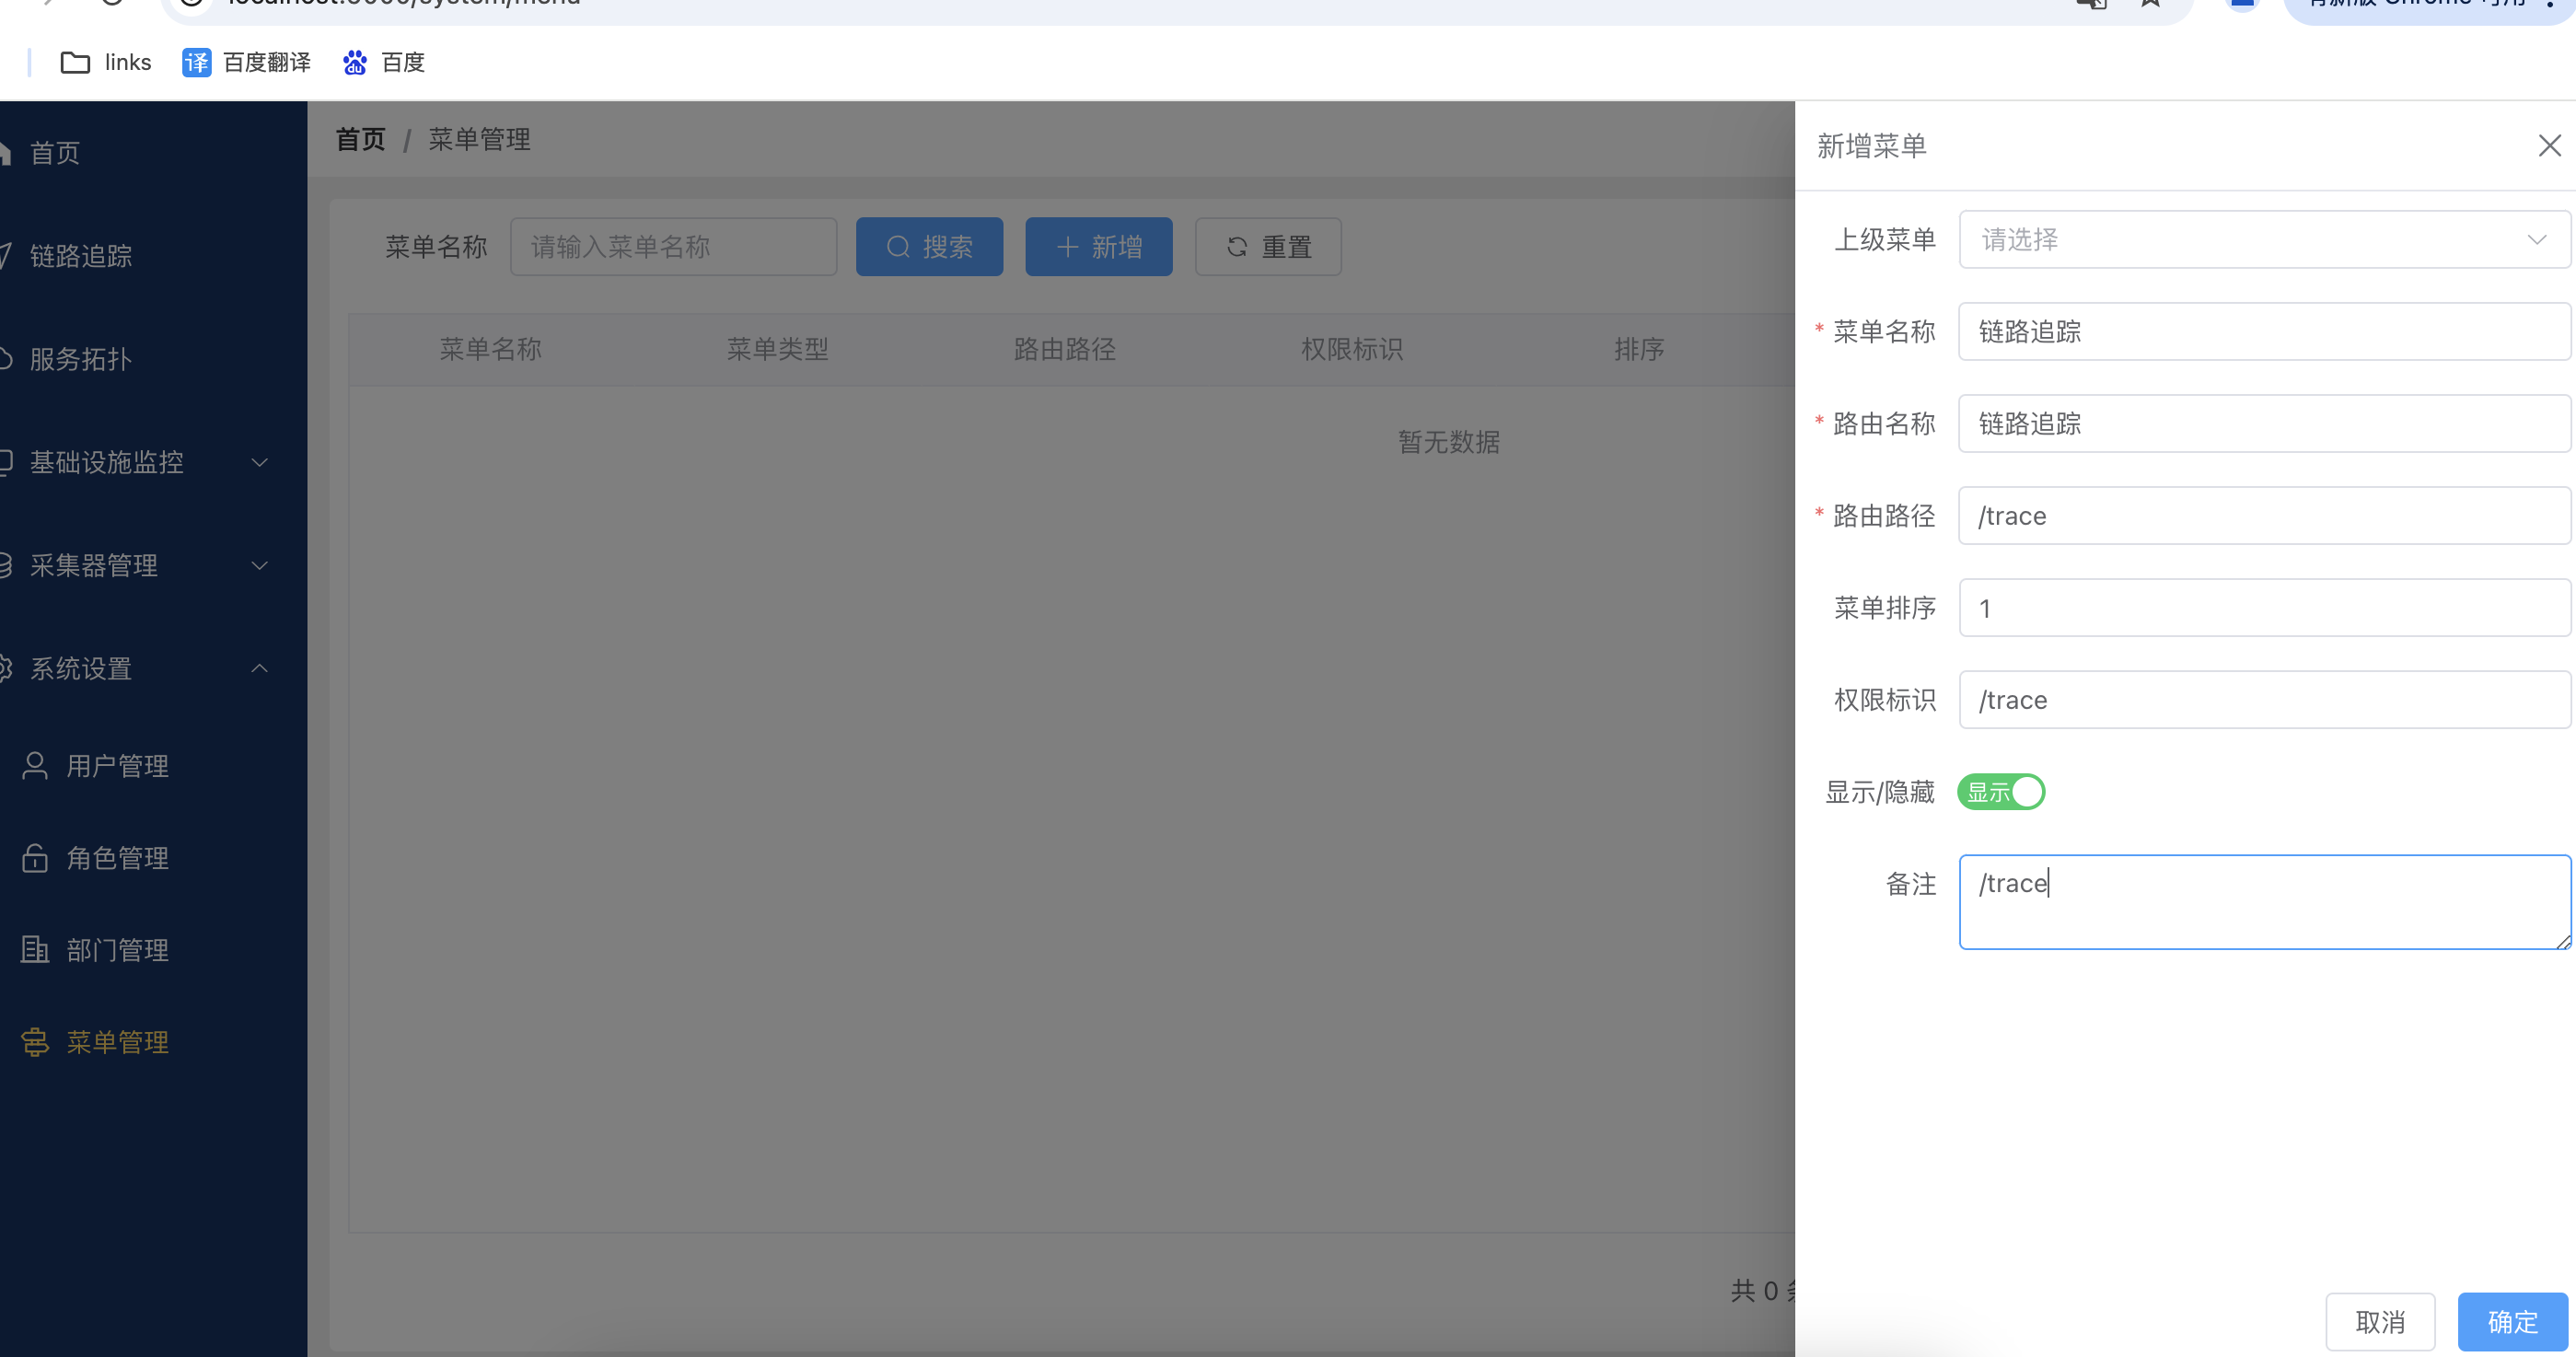 links 百度翻译 百度
首页
链路追踪
服务拓扑
基础设施监控
采集器管理
系统设置
用户管理
角色管理
部门管理
菜单管理
首页 / 菜单管理
菜单名称 请输入菜单名称 搜索 新增 重置
菜单名称 菜单类型 路由路径 权限标识 排序
暂无数据
共 0
新增菜单
上级菜单 请选择
* 菜单名称 链路追踪
* 路由名称 链路追踪
* 路由路径 /trace
菜单排序 1
权限标识 /trace
显示/隐藏 显示
备注 /trace
取消 确定